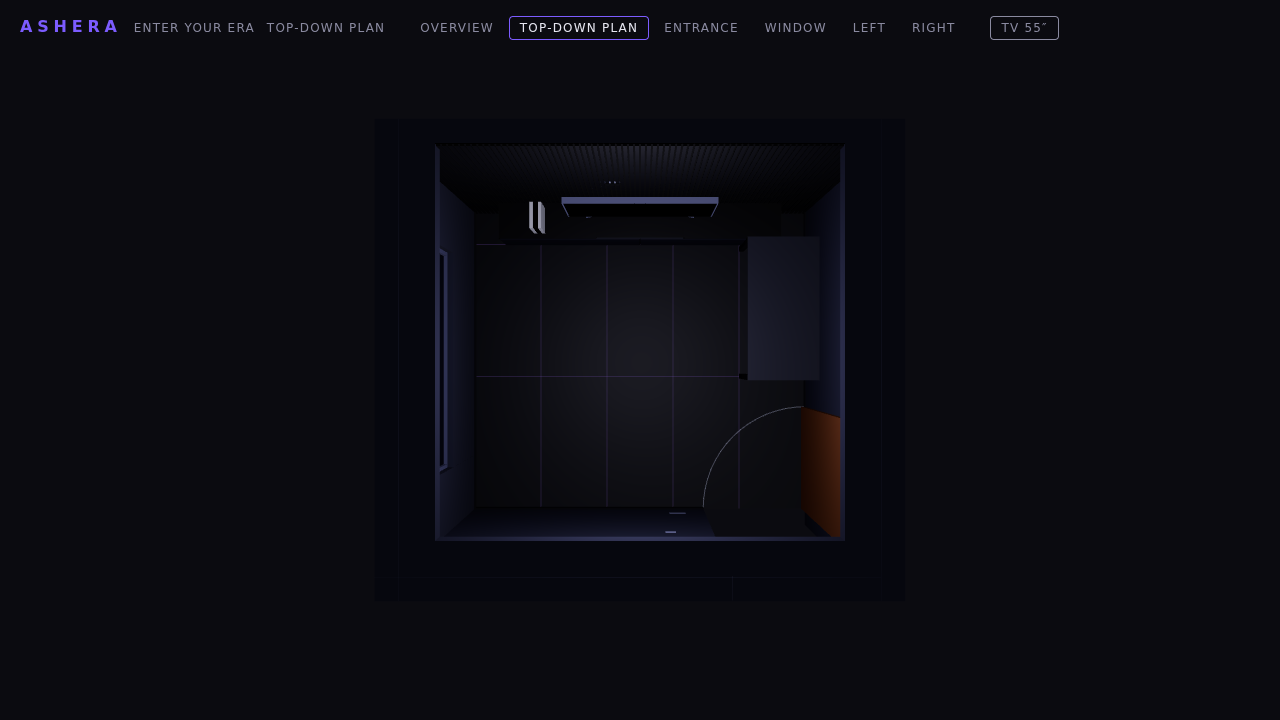 ASHERA ENTER YOUR ERA TOP-DOWN PLAN OVERVIEW TOP-DOWN PLAN ENTRANCE WINDOW LEFT RIGHT TV 55″